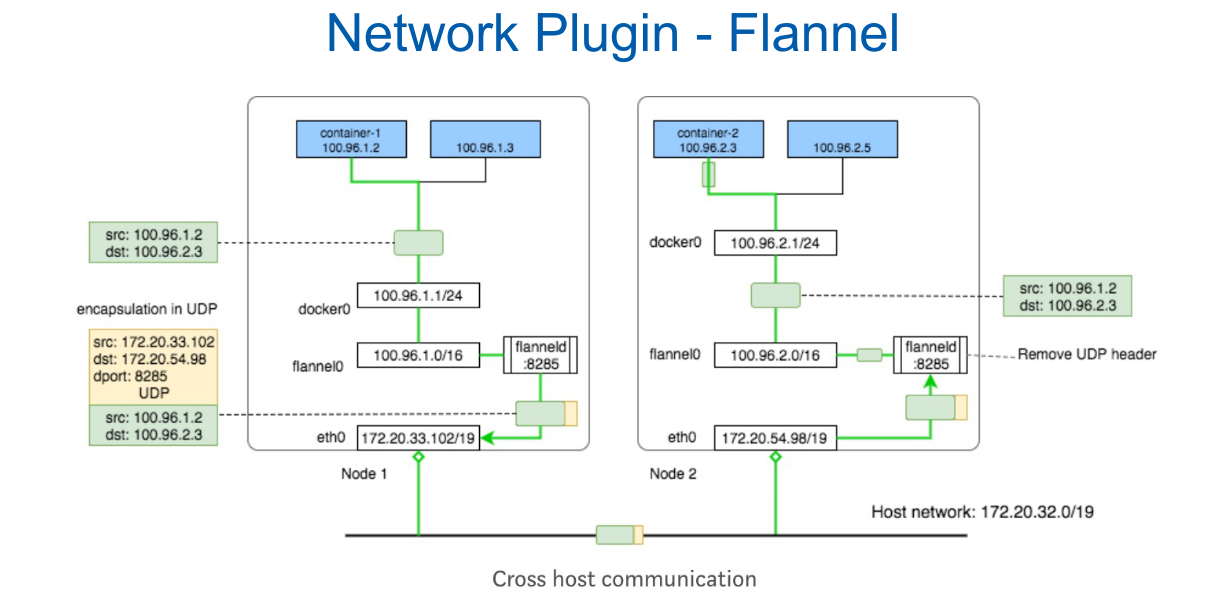 Network Plugin - Flannel
container-1
100.96.1.2
100.96.1.3
container-2
100.96.2.3
100.96.2.5
src: 100.96.1.2
dst: 100.96.2.3
docker0
100.96.2.1/24
encapsulation in UDP
docker0
100.96.1.1/24
src: 100.96.1.2
dst: 100.96.2.3
src: 172.20.33.102
dst: 172.20.54.98
dport: 8285
UDP
src: 100.96.1.2
dst: 100.96.2.3
flannel0
100.96.1.0/16
flanneld
:8285
flannel0
100.96.2.0/16
flanneld
:8285
Remove UDP header
eth0
172.20.33.102/19
eth0
172.20.54.98/19
Node 1
Node 2
Host network: 172.20.32.0/19
Cross host communication